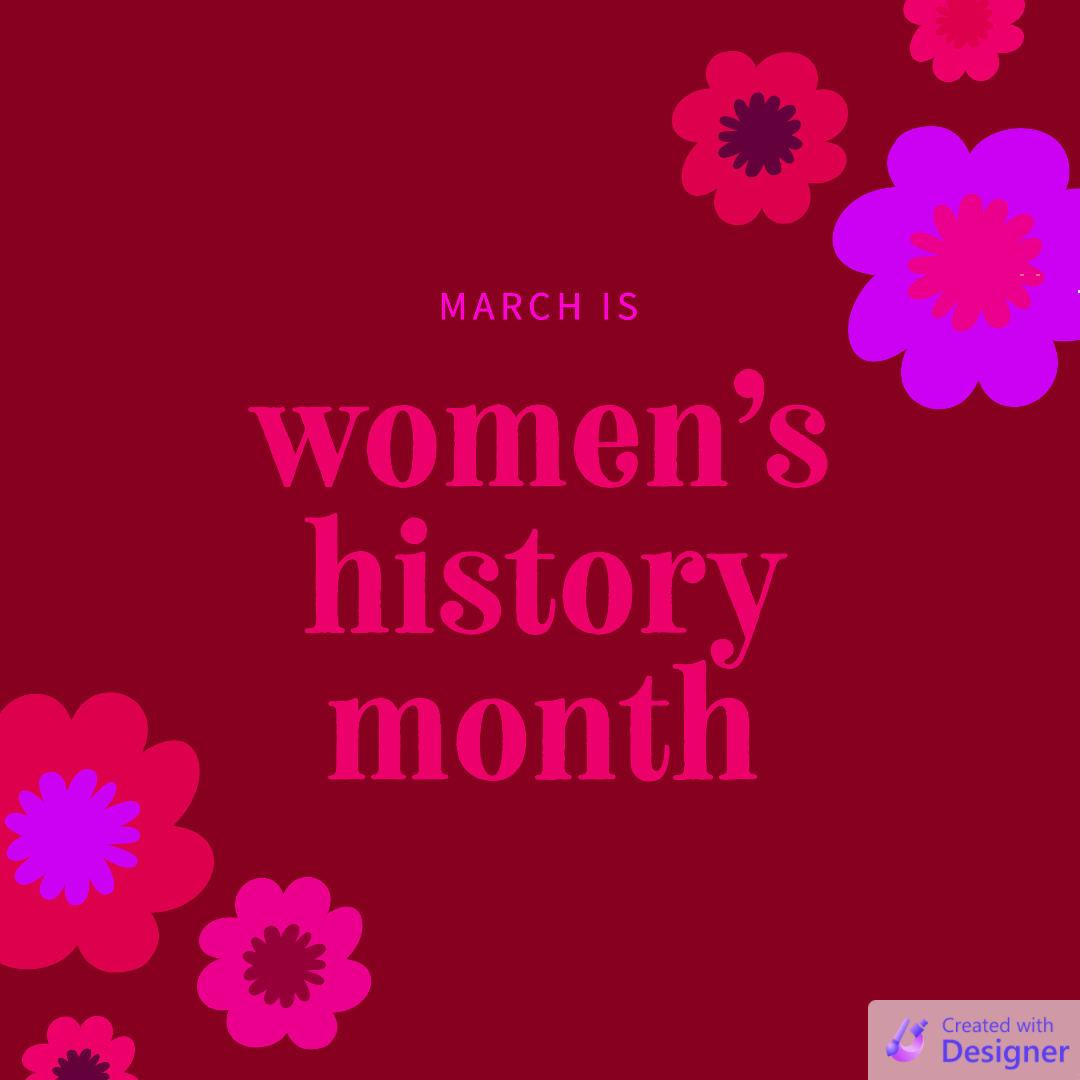 MARCH IS
women’s
history
month
Created with
Designer